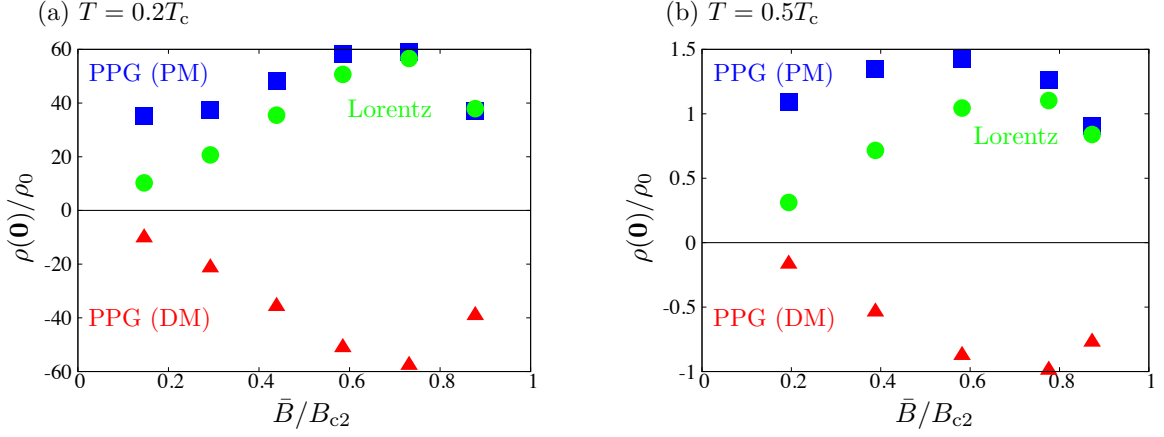 (a) T = 0.2T_c
60
40
20
0
-20
-40
-60
0 0.2 0.4 0.6 0.8 1
ρ(𝟎)/ρ₀
B̄/B_c2
PPG (PM)
Lorentz
PPG (DM)
(b) T = 0.5T_c
1.5
1
0.5
0
-0.5
-1
0 0.2 0.4 0.6 0.8 1
ρ(𝟎)/ρ₀
B̄/B_c2
PPG (PM)
Lorentz
PPG (DM)